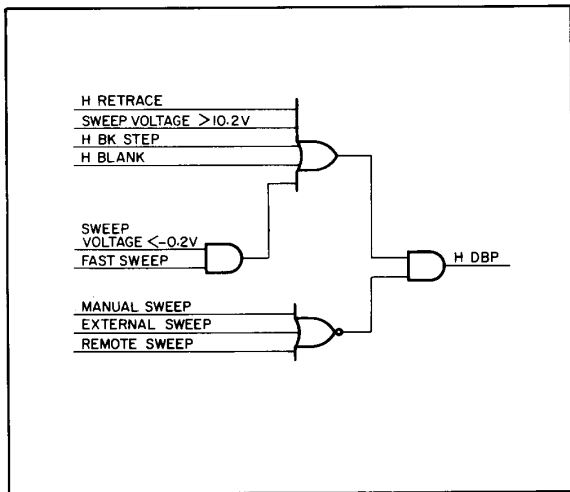 H RETRACE
SWEEP VOLTAGE >10.2V
H BK STEP
H BLANK
SWEEP
VOLTAGE <-0.2V
FAST SWEEP
H DBP
MANUAL SWEEP
EXTERNAL SWEEP
REMOTE SWEEP